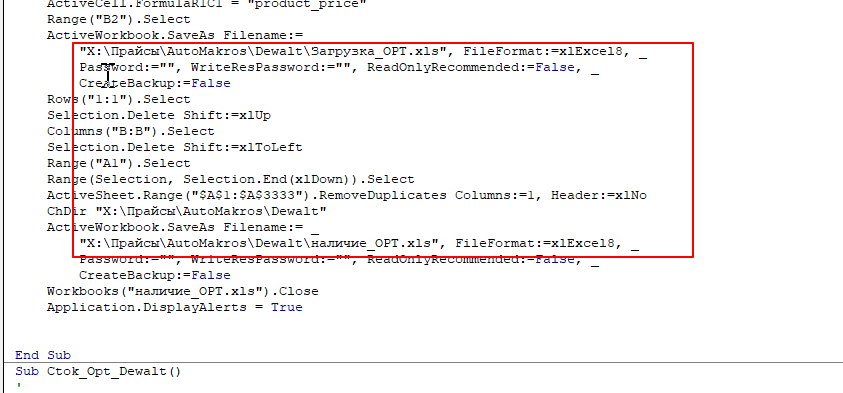 ActiveCell.FormulaR1C1 = "product_price"
Range("B2").Select
ActiveWorkbook.SaveAs Filename:=
"X:\Прайсы\AutoMakros\Dewalt\Загрузка_ОРТ.xls", FileFormat:=xlExcel8, _
Password:="", WriteResPassword:="", ReadOnlyRecommended:=False, _
CreateBackup:=False
Rows("1:1").Select
Selection.Delete Shift:=xlUp
Columns("B:B").Select
Selection.Delete Shift:=xlToLeft
Range("A1").Select
Range(Selection, Selection.End(xlDown)).Select
ActiveSheet.Range("$A$1:$A$3333").RemoveDuplicates Columns:=1, Header:=xlNo
ChDir "X:\Прайсы\AutoMakros\Dewalt"
ActiveWorkbook.SaveAs Filename:= _
"X:\Прайсы\AutoMakros\Dewalt\наличие_OPT.xls", FileFormat:=xlExcel8, _
Password:="", WriteResPassword:="", ReadOnlyRecommended:=False, _
CreateBackup:=False
Workbooks("наличие_OPT.xls").Close
Application.DisplayAlerts = True
End Sub
Sub Ctok_Opt_Dewalt()
'